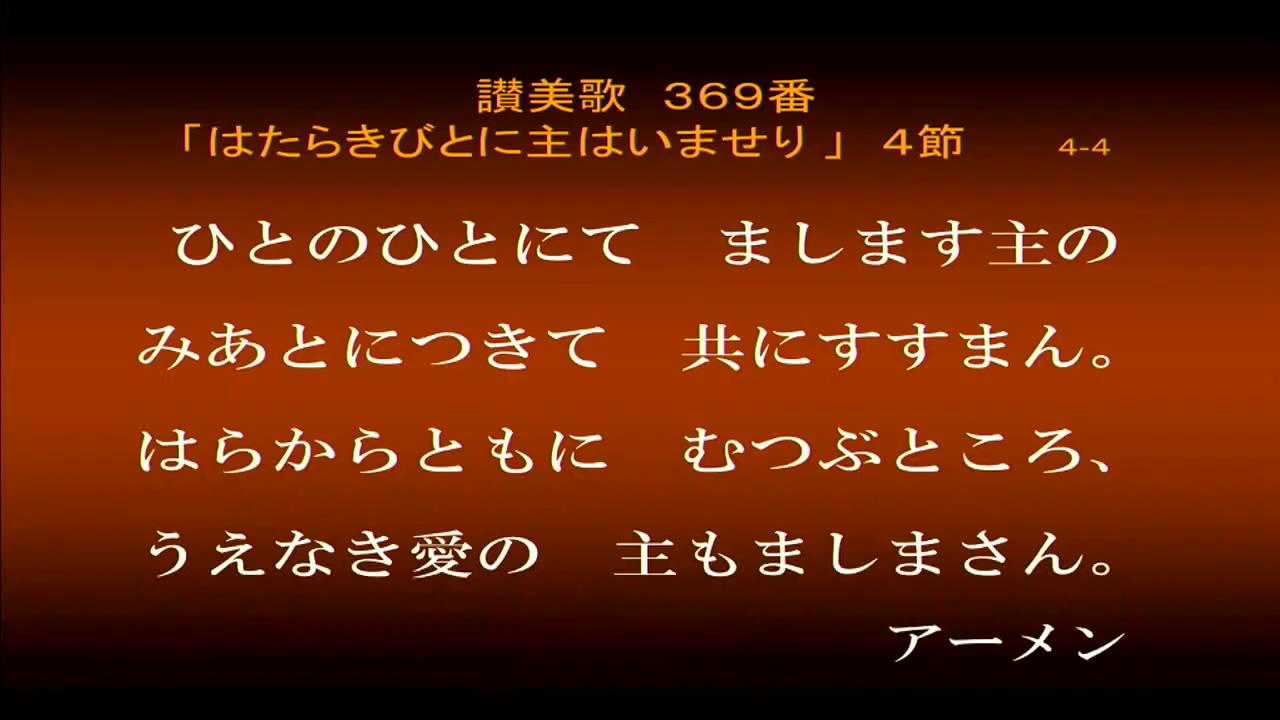 讃美歌　３６９番
「はたらきびとに主はいませり 」 ４節　　4-4
ひとのひとにて　ましまず主の
みあとにつきて　共にすすまん。
はらからともに　むつぶところ、
うえなき愛の　主もましまさん。
アーメン